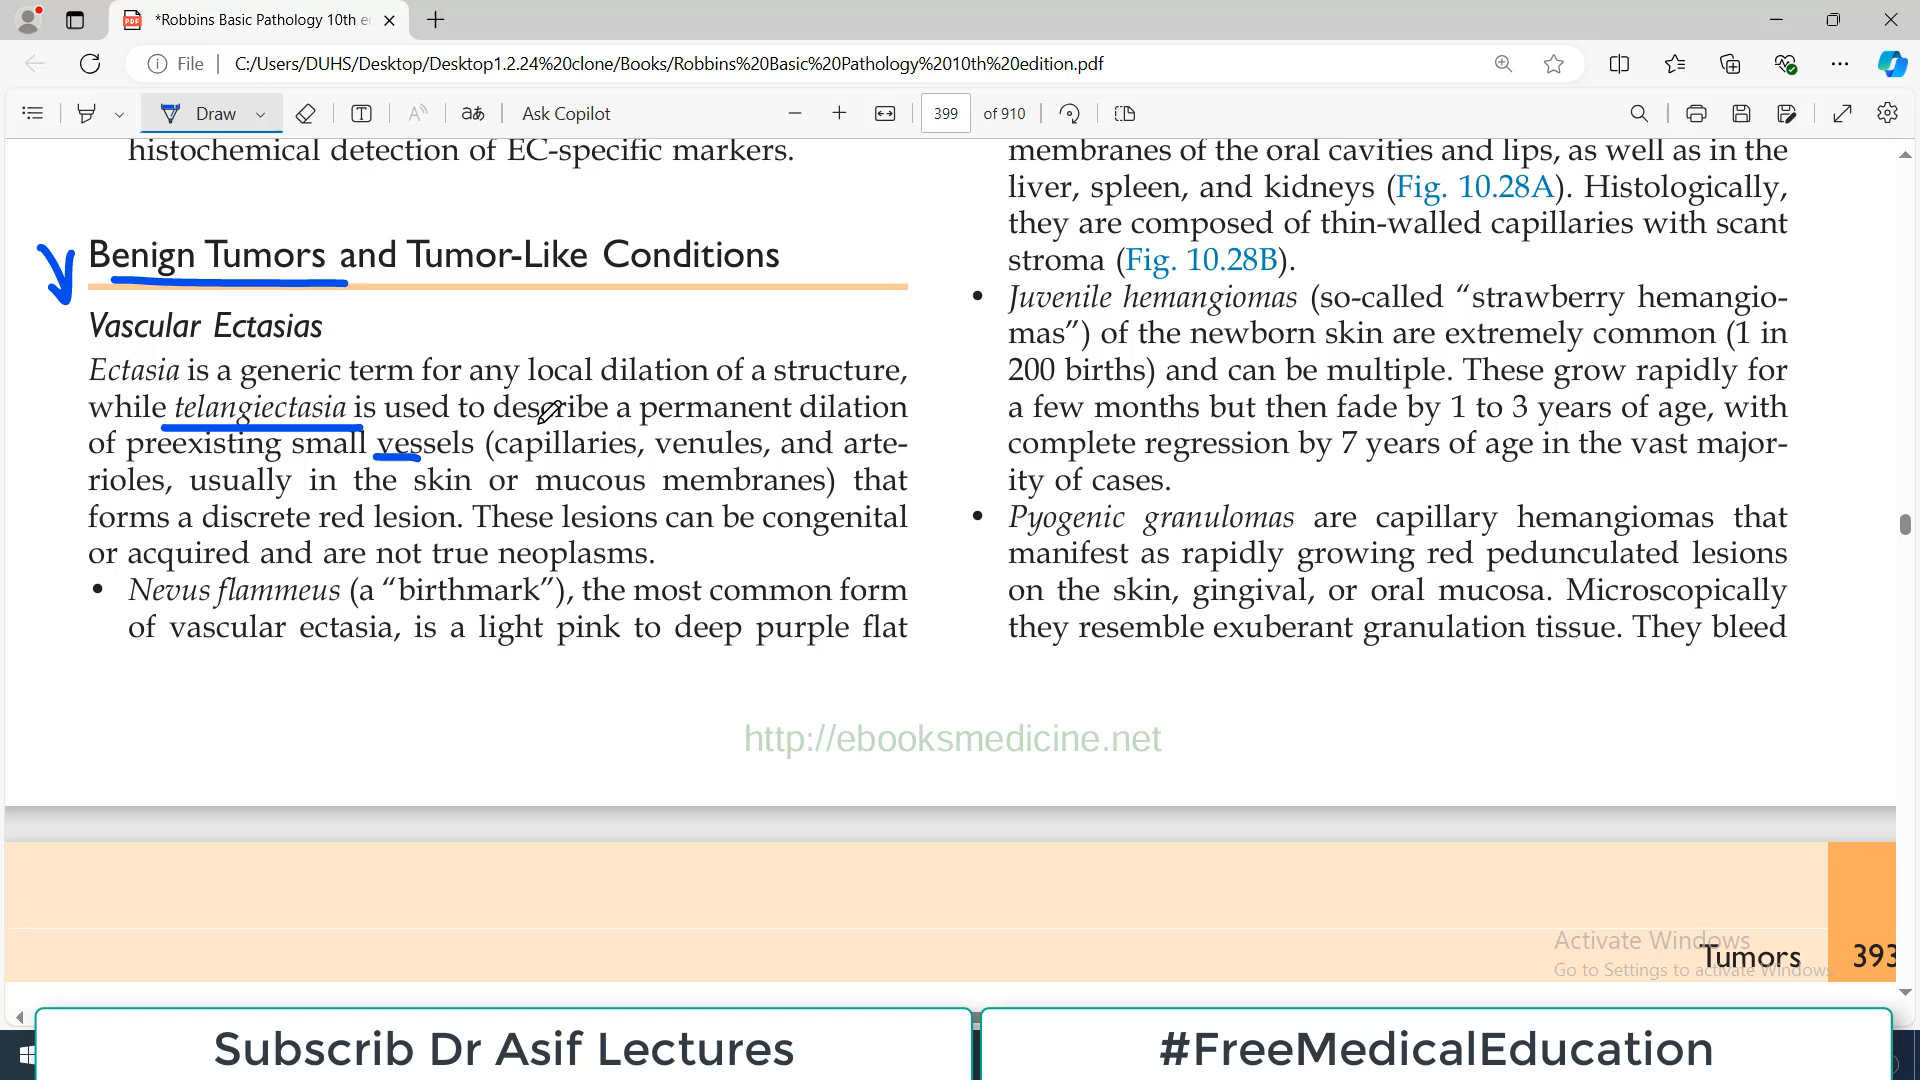 *Robbins Basic Pathology 10th e
File
C:/Users/DUHS/Desktop/Desktop1.2.24%20clone/Books/Robbins%20Basic%20Pathology%2010th%20edition.pdf
Draw
Ask Copilot
399 of 910
histochemical detection of EC-specific markers.
Benign Tumors and Tumor-Like Conditions
Vascular Ectasias
Ectasia is a generic term for any local dilation of a structure,
while telangiectasia is used to describe a permanent dilation
of preexisting small vessels (capillaries, venules, and arte-
rioles, usually in the skin or mucous membranes) that
forms a discrete red lesion. These lesions can be congenital
or acquired and are not true neoplasms.
• Nevus flammeus (a “birthmark”), the most common form
of vascular ectasia, is a light pink to deep purple flat
membranes of the oral cavities and lips, as well as in the
liver, spleen, and kidneys (Fig. 10.28A). Histologically,
they are composed of thin-walled capillaries with scant
stroma (Fig. 10.28B).
• Juvenile hemangiomas (so-called “strawberry hemangio-
mas”) of the newborn skin are extremely common (1 in
200 births) and can be multiple. These grow rapidly for
a few months but then fade by 1 to 3 years of age, with
complete regression by 7 years of age in the vast major-
ity of cases.
• Pyogenic granulomas are capillary hemangiomas that
manifest as rapidly growing red pedunculated lesions
on the skin, gingival, or oral mucosa. Microscopically
they resemble exuberant granulation tissue. They bleed
http://ebooksmedicine.net
Activate Windows
Go to Settings to activate Windows.
Tumors 393
Subscrib Dr Asif Lectures
#FreeMedicalEducation